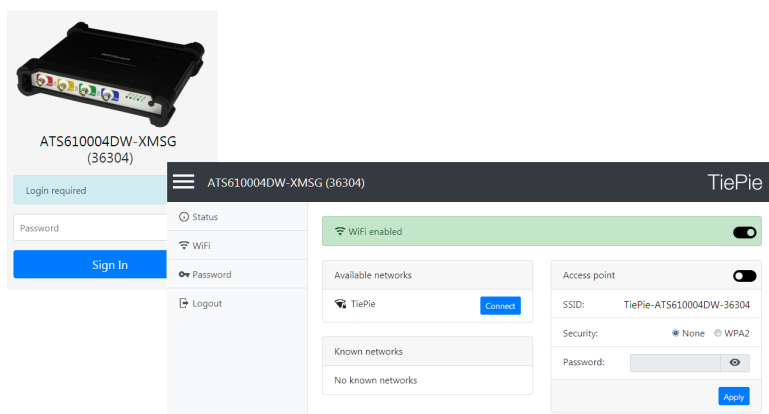 ATS610004DW-XMSG
(36304)
Login required
Password
Sign In
ATS610004DW-XMSG (36304)
TiePie
Status
WiFi
Password
Logout
WiFi enabled
Available networks
TiePie
Connect
Known networks
No known networks
Access point
SSID: TiePie-ATS610004DW-36304
Security: None WPA2
Password:
Apply